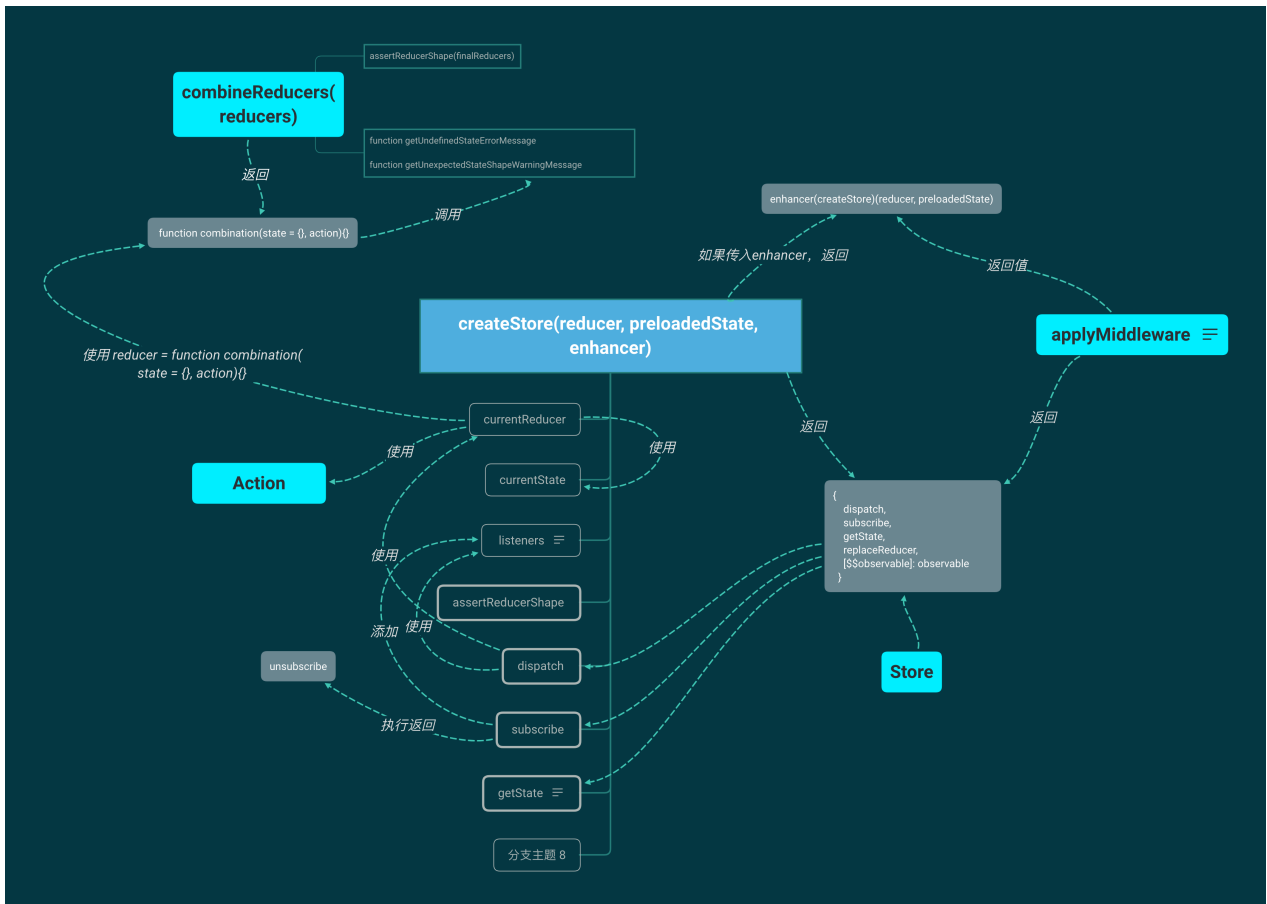 assertReducerShape(finalReducers)
combineReducers(
reducers)
function getUndefinedStateErrorMessage
function getUnexpectedStateShapeWarningMessage
返回
调用
function combination(state = {}, action){}
enhancer(createStore)(reducer, preloadedState)
如果传入enhancer，返回
返回值
createStore(reducer, preloadedState,
enhancer)
applyMiddleware
使用 reducer = function combination(
state = {}, action){}
currentReducer
返回
返回
使用
使用
Action
currentState
{
dispatch,
subscribe,
getState,
replaceReducer,
[$$observable]: observable
}
listeners
使用
assertReducerShape
添加
使用
unsubscribe
dispatch
Store
执行返回
subscribe
getState
分支主题 8